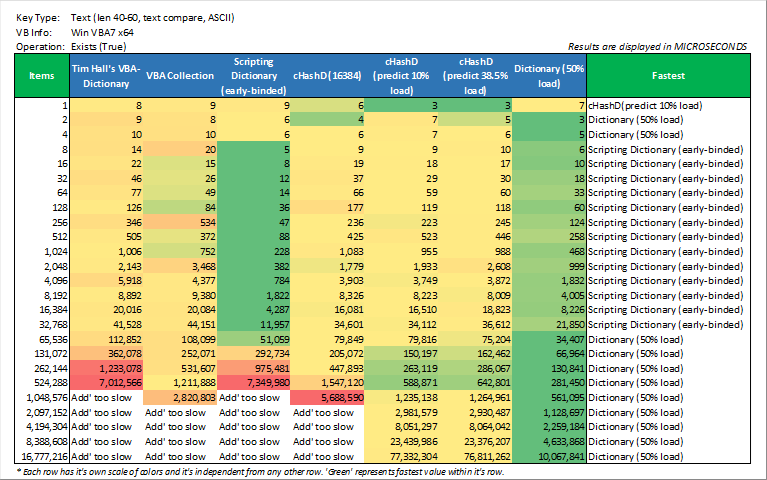 Key Type: Text (len 40-60, text compare, ASCII)
VB Info: Win VBA7 x64
Operation: Exists (True)
Results are displayed in MICROSECONDS
Items | Tim Hall's VBA-Dictionary | VBA Collection | Scripting Dictionary (early-binded) | cHashD(16384) | cHashD (predict 10% load) | cHashD (predict 38.5% load) | Dictionary (50% load) | Fastest
1 8 9 9 6 3 3 7 cHashD(predict 10% load)
2 9 8 6 4 7 5 3 Dictionary (50% load)
4 10 10 6 6 7 6 5 Dictionary (50% load)
8 14 20 5 9 9 10 6 Scripting Dictionary (early-binded)
16 22 15 8 19 18 17 10 Scripting Dictionary (early-binded)
32 46 26 12 37 29 30 18 Scripting Dictionary (early-binded)
64 77 49 14 66 59 60 33 Scripting Dictionary (early-binded)
128 126 84 36 177 119 118 60 Scripting Dictionary (early-binded)
256 346 534 47 236 223 245 124 Scripting Dictionary (early-binded)
512 505 372 88 425 523 446 258 Scripting Dictionary (early-binded)
1,024 1,006 752 228 1,083 955 988 468 Scripting Dictionary (early-binded)
2,048 2,143 3,468 382 1,779 1,933 2,608 999 Scripting Dictionary (early-binded)
4,096 5,918 4,377 784 3,903 3,749 3,872 1,832 Scripting Dictionary (early-binded)
8,192 8,892 9,380 1,822 8,326 8,223 8,009 4,005 Scripting Dictionary (early-binded)
16,384 20,016 20,084 4,287 16,081 16,510 18,823 8,226 Scripting Dictionary (early-binded)
32,768 41,528 44,151 11,957 34,601 34,112 36,612 21,850 Scripting Dictionary (early-binded)
65,536 112,852 108,099 51,059 79,849 79,816 75,204 34,407 Dictionary (50% load)
131,072 362,078 252,071 292,734 205,072 150,197 162,462 66,964 Dictionary (50% load)
262,144 1,233,078 531,607 975,481 447,893 263,119 286,067 130,841 Dictionary (50% load)
524,288 7,012,566 1,211,888 7,349,980 1,547,120 588,871 642,801 281,450 Dictionary (50% load)
1,048,576 Add' too slow 2,820,803 Add' too slow 5,688,590 1,235,138 1,264,961 561,095 Dictionary (50% load)
2,097,152 Add' too slow Add' too slow Add' too slow Add' too slow 2,981,579 2,930,487 1,128,697 Dictionary (50% load)
4,194,304 Add' too slow Add' too slow Add' too slow Add' too slow 8,051,297 8,064,042 2,259,184 Dictionary (50% load)
8,388,608 Add' too slow Add' too slow Add' too slow Add' too slow 23,439,986 23,376,207 4,633,868 Dictionary (50% load)
16,777,216 Add' too slow Add' too slow Add' too slow Add' too slow 77,332,304 76,811,262 10,067,841 Dictionary (50% load)
* Each row has it's own scale of colors and it's independent from any other row. 'Green' represents fastest value within it's row.